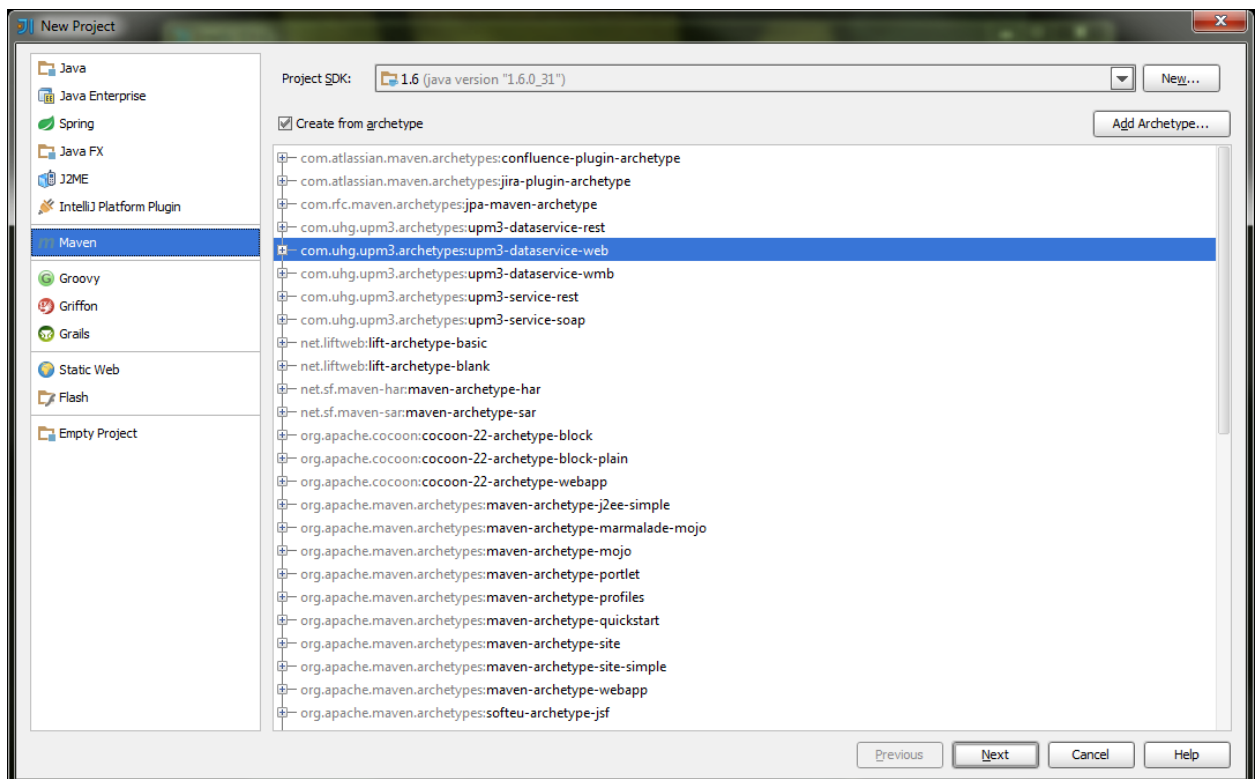 New Project
Java
Java Enterprise
Spring
Java FX
J2ME
IntelliJ Platform Plugin
Maven
Groovy
Griffon
Grails
Static Web
Flash
Empty Project
Project SDK: 1.6 (java version "1.6.0_31") New...
Create from archetype Add Archetype...
com.atlassian.maven.archetypes:confluence-plugin-archetype
com.atlassian.maven.archetypes:jira-plugin-archetype
com.rfc.maven.archetypes:jpa-maven-archetype
com.uhg.upm3.archetypes:upm3-dataservice-rest
com.uhg.upm3.archetypes:upm3-dataservice-web
com.uhg.upm3.archetypes:upm3-dataservice-wmb
com.uhg.upm3.archetypes:upm3-service-rest
com.uhg.upm3.archetypes:upm3-service-soap
net.liftweb:lift-archetype-basic
net.liftweb:lift-archetype-blank
net.sf.maven-har:maven-archetype-har
net.sf.maven-sar:maven-archetype-sar
org.apache.cocoon:cocoon-22-archetype-block
org.apache.cocoon:cocoon-22-archetype-block-plain
org.apache.cocoon:cocoon-22-archetype-webapp
org.apache.maven.archetypes:maven-archetype-j2ee-simple
org.apache.maven.archetypes:maven-archetype-marmalade-mojo
org.apache.maven.archetypes:maven-archetype-mojo
org.apache.maven.archetypes:maven-archetype-portlet
org.apache.maven.archetypes:maven-archetype-profiles
org.apache.maven.archetypes:maven-archetype-quickstart
org.apache.maven.archetypes:maven-archetype-site
org.apache.maven.archetypes:maven-archetype-site-simple
org.apache.maven.archetypes:maven-archetype-webapp
org.apache.maven.archetypes:softeu-archetype-jsf
Previous Next Cancel Help